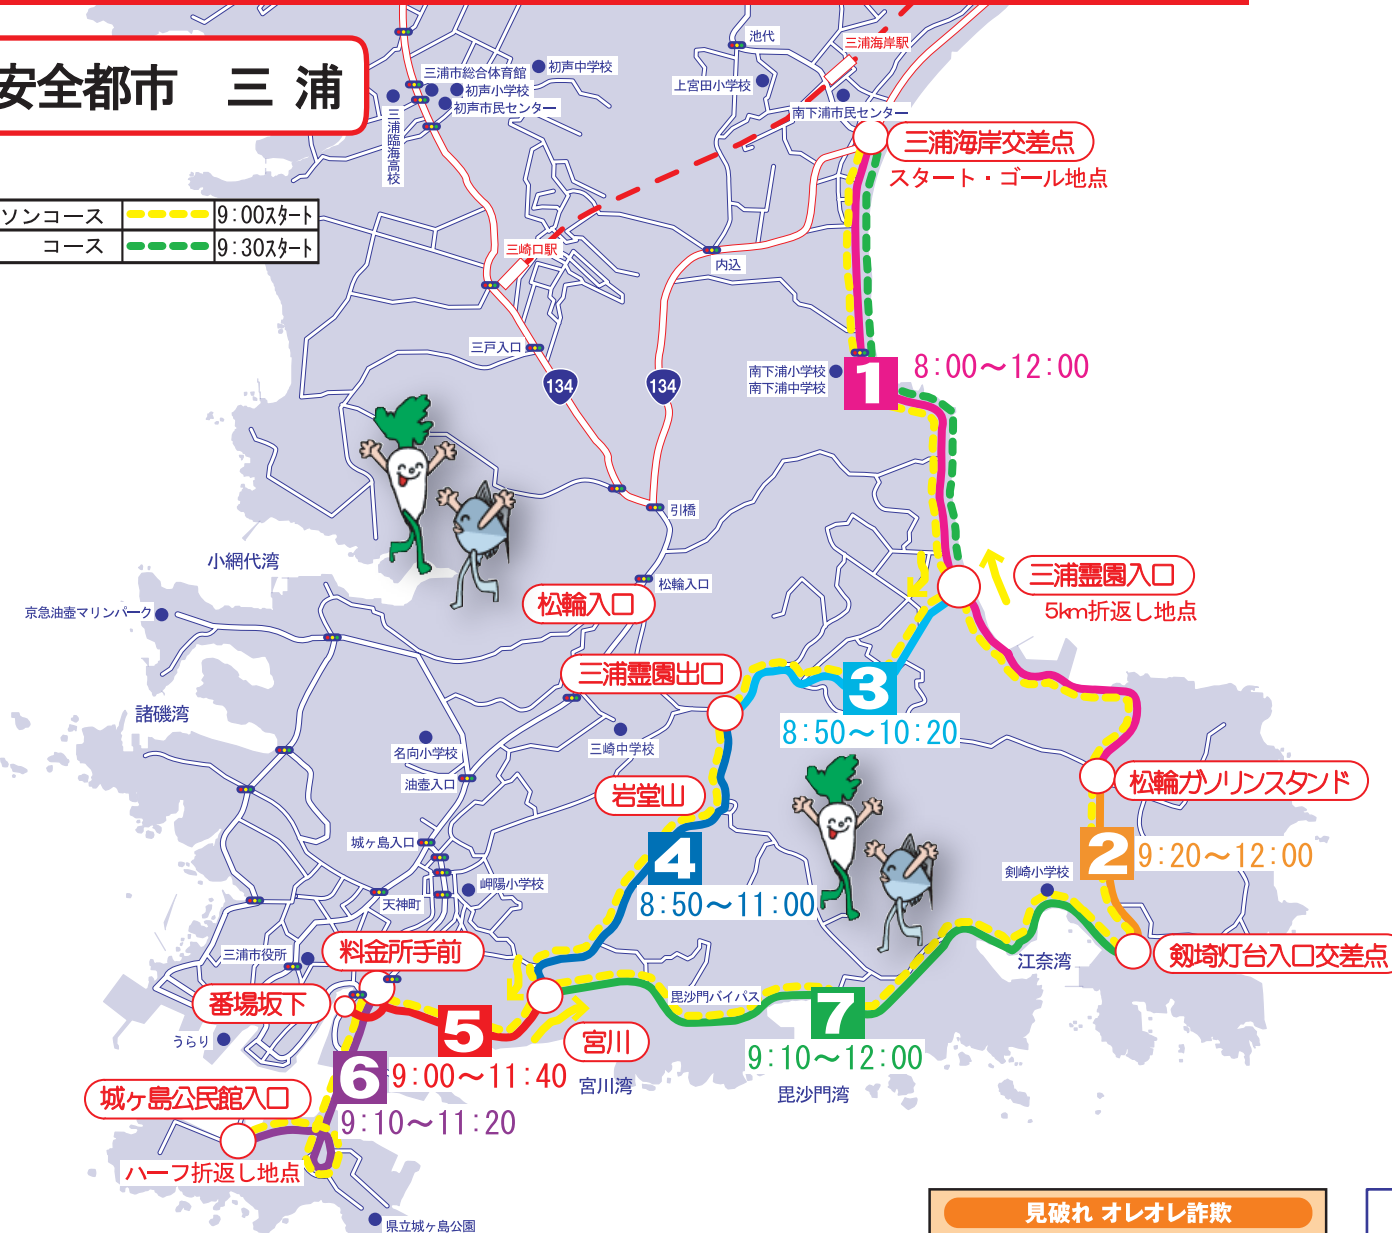 安全都市 三 浦
ソンコース 9:00スタート
コース 9:30スタート
池代
三浦海岸駅
三浦市総合体育館
初声中学校
初声小学校
初声市民センター
三浦臨海高校
上宮田小学校
南下浦市民センター
三浦海岸交差点
スタート・ゴール地点
三崎口駅
内込
三戸入口
134
134
南下浦小学校
南下浦中学校
1
8:00～12:00
引橋
小網代湾
松輪入口
松輪入口
三浦霊園入口
5km折返し地点
京急油壺マリンパーク
三浦霊園出口
3
8:50～10:20
諸磯湾
名向小学校
三崎中学校
油壺入口
岩堂山
松輪ガソリンスタンド
城ヶ島入口
4
8:50～11:00
2
9:20～12:00
岬陽小学校
天神町
剣崎小学校
三浦市役所
料金所手前
剱埼灯台入口交差点
江奈湾
番場坂下
毘沙門バイパス
うらり
5
9:00～11:40
宮川
7
9:10～12:00
宮川湾
毘沙門湾
6
9:10～11:20
城ヶ島公民館入口
ハーフ折返し地点
県立城ヶ島公園
見破れ オレオレ詐欺